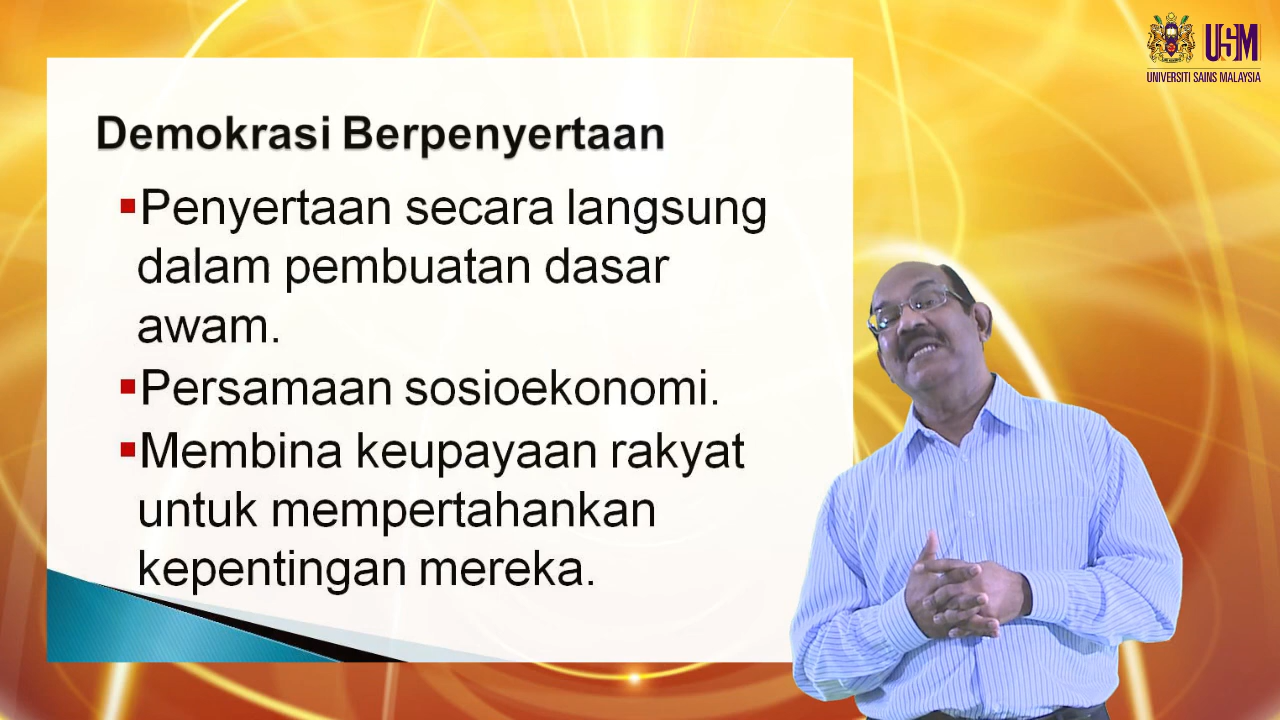 USM
UNIVERSITI SAINS MALAYSIA
Demokrasi Berpenyertaan
▪Penyertaan secara langsung
dalam pembuatan dasar
awam.
▪Persamaan sosioekonomi.
▪Membina keupayaan rakyat
untuk mempertahankan
kepentingan mereka.